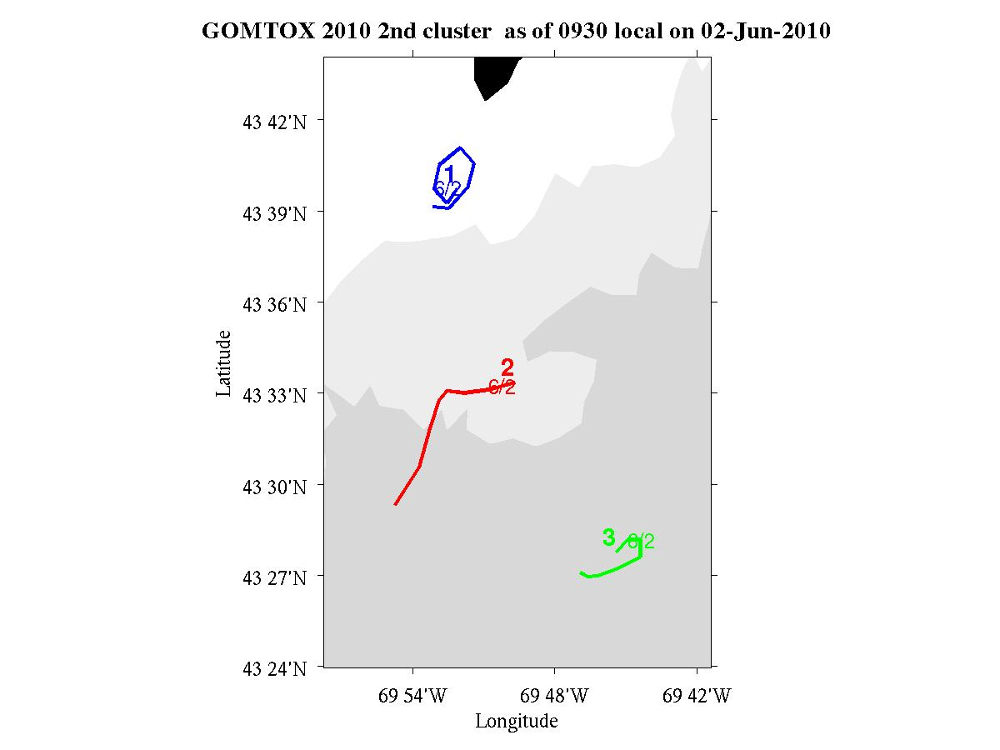 GOMTOX 2010 2nd cluster as of 0930 local on 02-Jun-2010
43 42'N
1
6/2
43 39'N
43 36'N
Latitude
2
6/2
43 33'N
43 30'N
3
6/2
43 27'N
43 24'N
69 54'W 69 48'W 69 42'W
Longitude